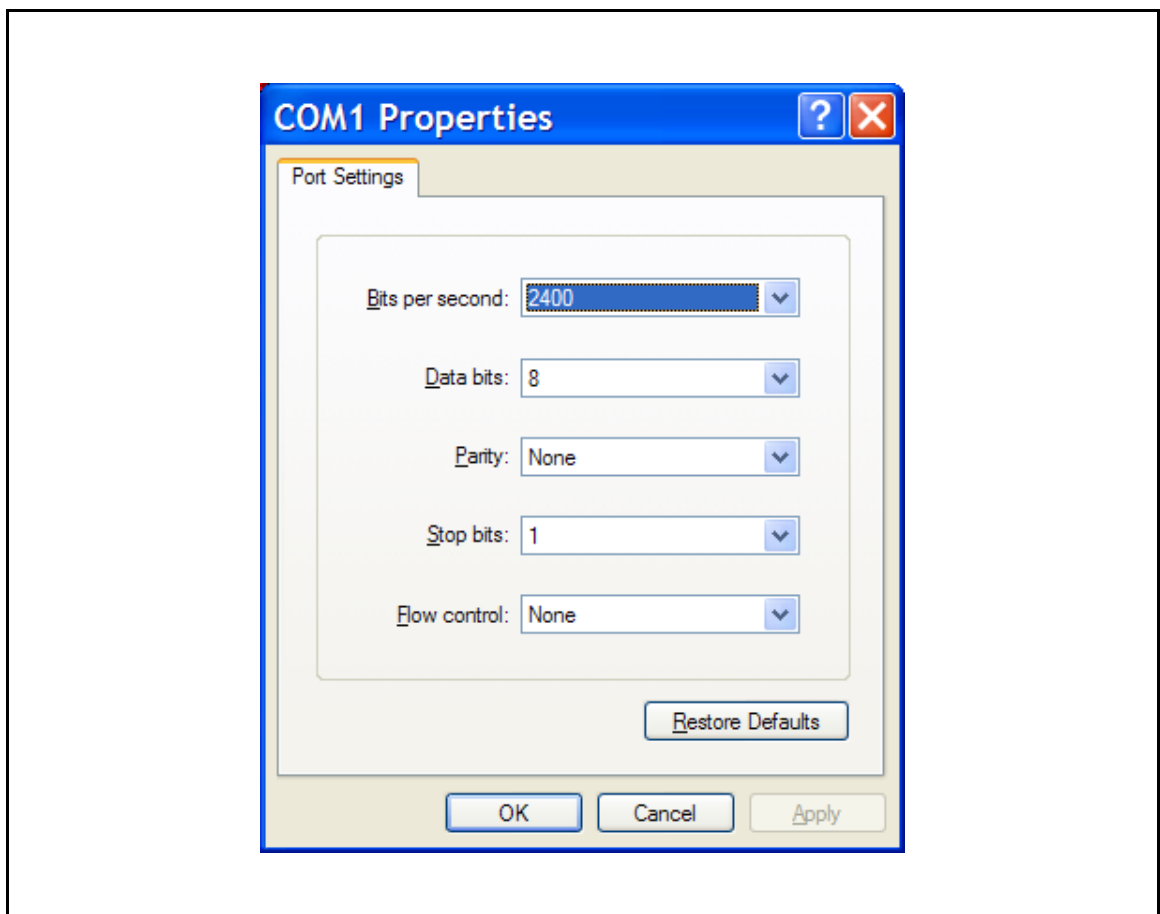 COM1 Properties
Port Settings
Bits per second: 2400
Data bits: 8
Parity: None
Stop bits: 1
Flow control: None
Restore Defaults
OK Cancel Apply